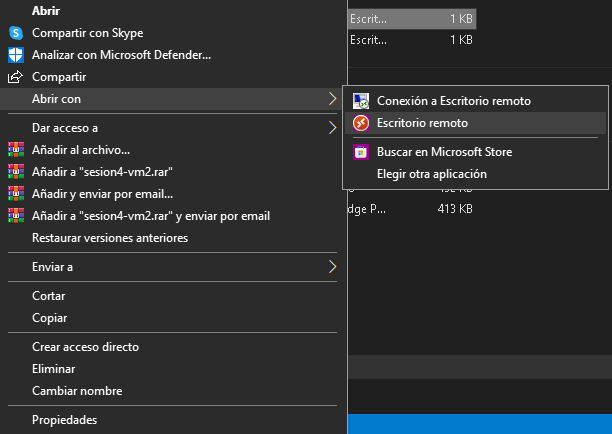 Abrir
Compartir con Skype
Analizar con Microsoft Defender...
Compartir
Abrir con
Dar acceso a
Añadir al archivo...
Añadir a "sesion4-vm2.rar"
Añadir y enviar por email...
Añadir a "sesion4-vm2.rar" y enviar por email
Restaurar versiones anteriores
Enviar a
Cortar
Copiar
Crear acceso directo
Eliminar
Cambiar nombre
Propiedades
Escrit... 1 KB
Escrit... 1 KB
Conexión a Escritorio remoto
Escritorio remoto
Buscar en Microsoft Store
Elegir otra aplicación
dge P... 413 KB